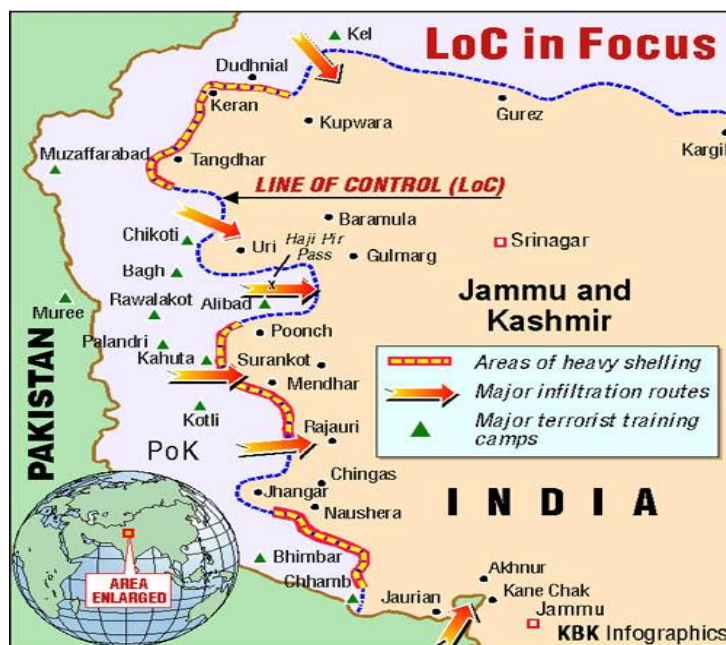 LoC in Focus
Kel
Dudhnial
Keran
Gurez
Kupwara
Kargil
Muzaffarabad
Tangdhar
LINE OF CONTROL (LoC)
Baramula
Chikoti
Uri
Haji Pir
Pass
x
Gulmarg
Srinagar
Bagh
Muree
Rawalakot
Alibad
Jammu and
Kashmir
Poonch
Palandri
Kahuta
Surankot
Mendhar
Areas of heavy shelling
Major infiltration routes
Major terrorist training
camps
Kotli
Rajauri
PAKISTAN
PoK
Chingas
Jhangar
Naushera
INDIA
Bhimbar
Chhamb
AREA
ENLARGED
Akhnur
Jaurian
Kane Chak
Jammu
KBK Infographics